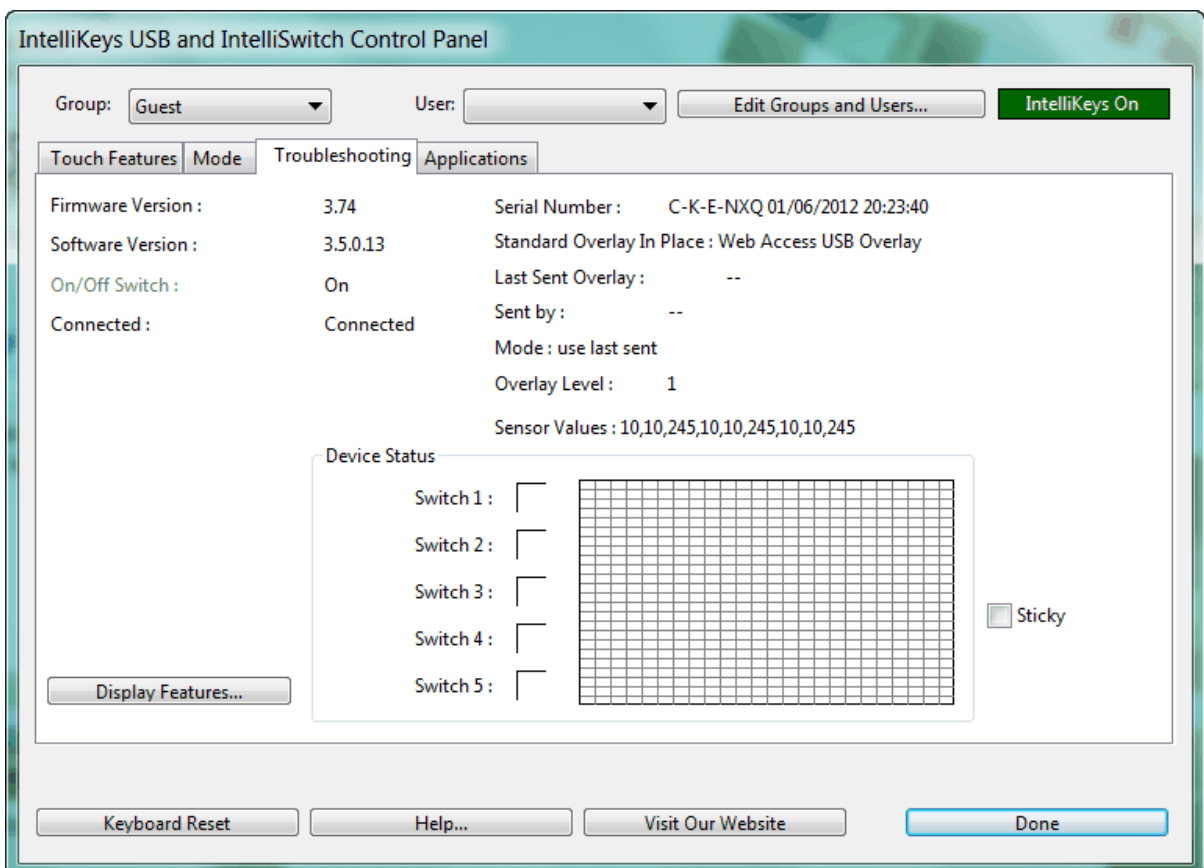 IntelliKeys USB and IntelliSwitch Control Panel
Group: Guest User: Edit Groups and Users... IntelliKeys On
Touch Features Mode Troubleshooting Applications
Firmware Version : 3.74 Serial Number : C-K-E-NXQ 01/06/2012 20:23:40
Software Version : 3.5.0.13 Standard Overlay In Place : Web Access USB Overlay
On/Off Switch : On Last Sent Overlay : --
Sent by : --
Connected : Connected
Mode : use last sent
Overlay Level : 1
Sensor Values : 10,10,245,10,10,245,10,10,245
Device Status
Switch 1 :
Switch 2 :
Switch 3 :
Sticky
Switch 4 :
Switch 5 :
Display Features...
Keyboard Reset Help... Visit Our Website Done